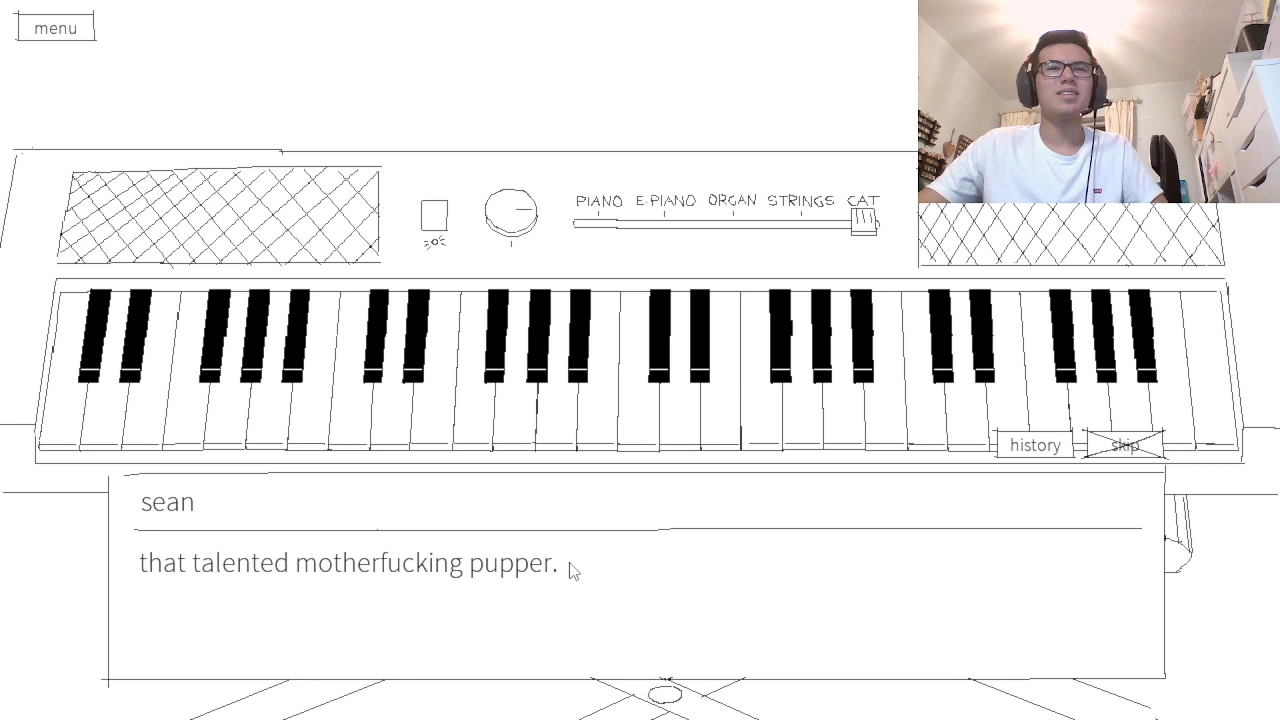 menu
PIANO E-PIANO ORGAN STRINGS CAT
history skip
sean
that talented motherfucking pupper.